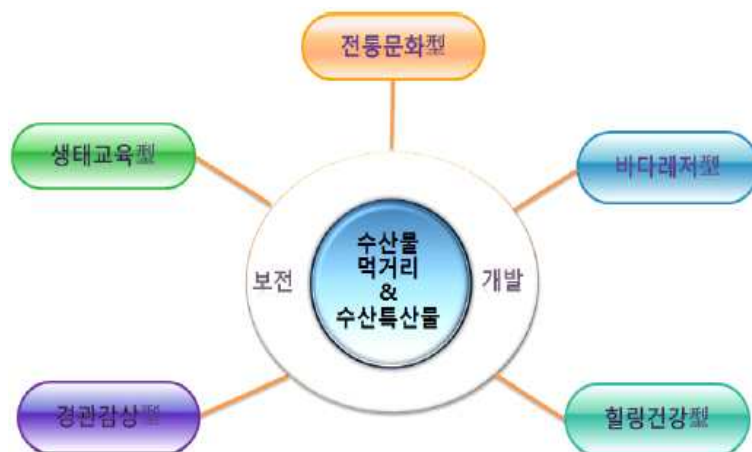 전통문화型
생태교육型
바다레저型
수산물
먹거리
&
수산특산물
보전
개발
경관감상型
힐링건강型